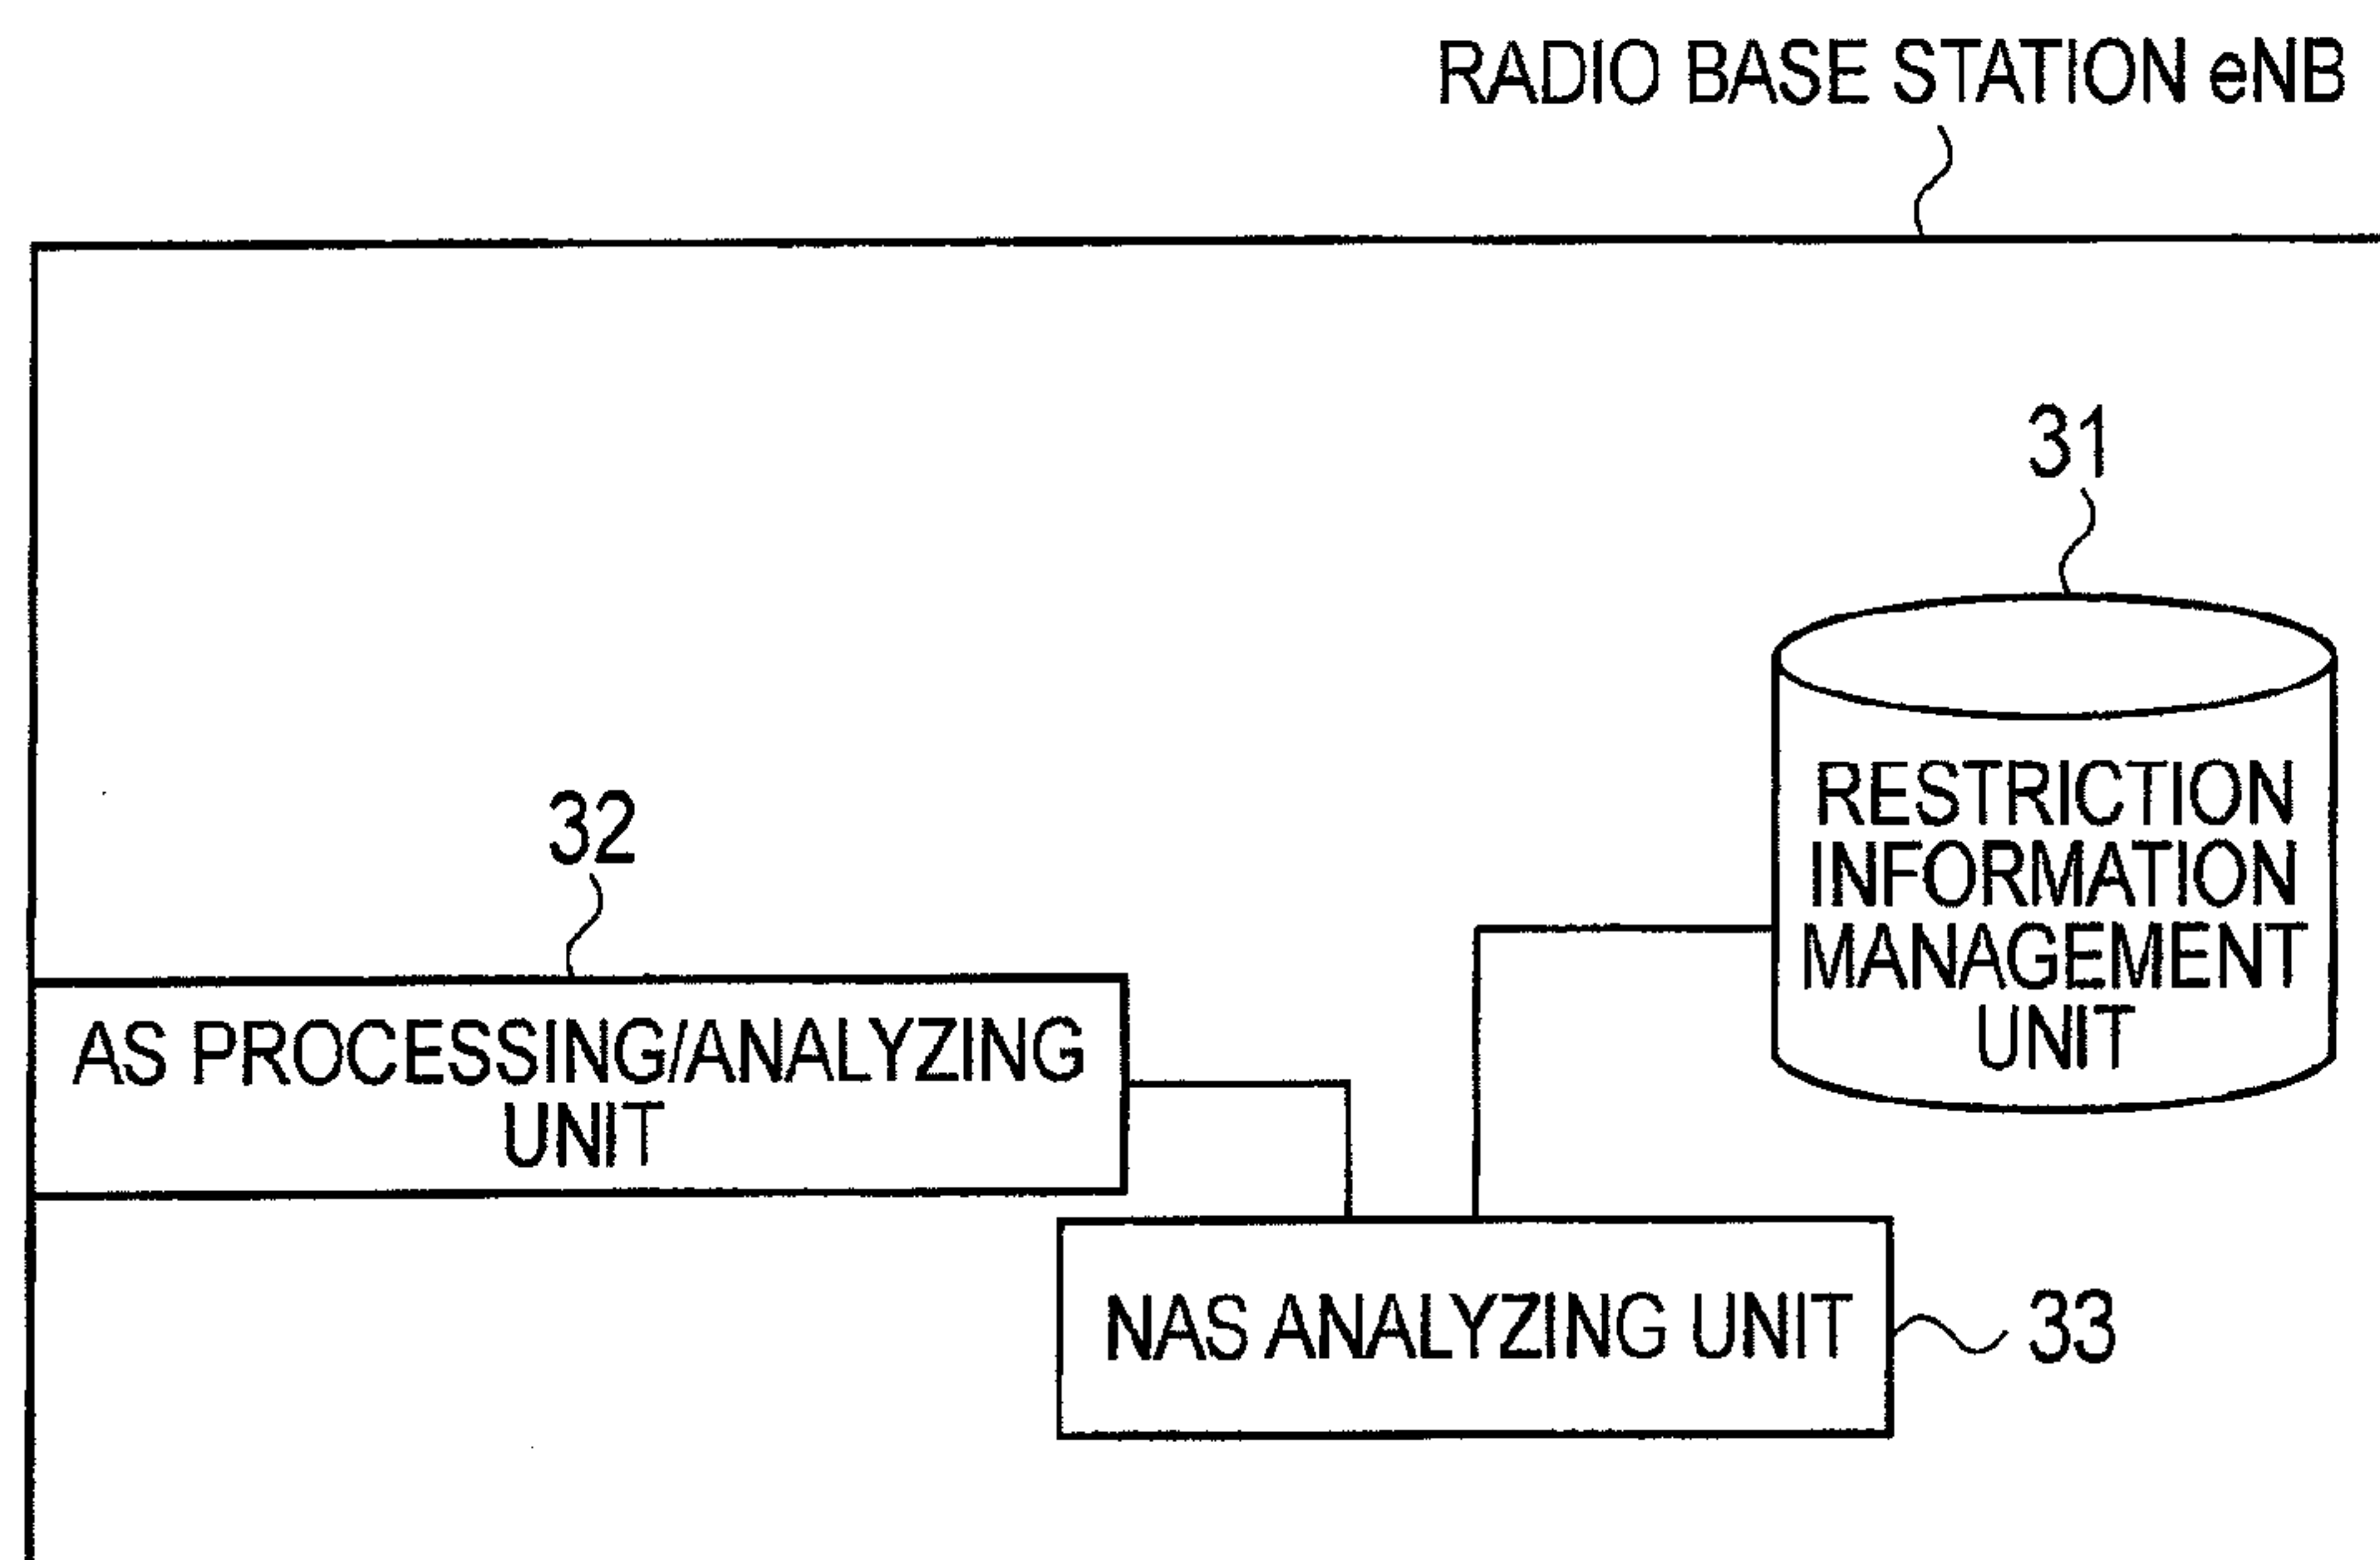 RADIO BASE STATION eNB
31
RESTRICTION
INFORMATION
MANAGEMENT
UNIT
32
AS PROCESSING/ANALYZING
UNIT
NAS ANALYZING UNIT
33